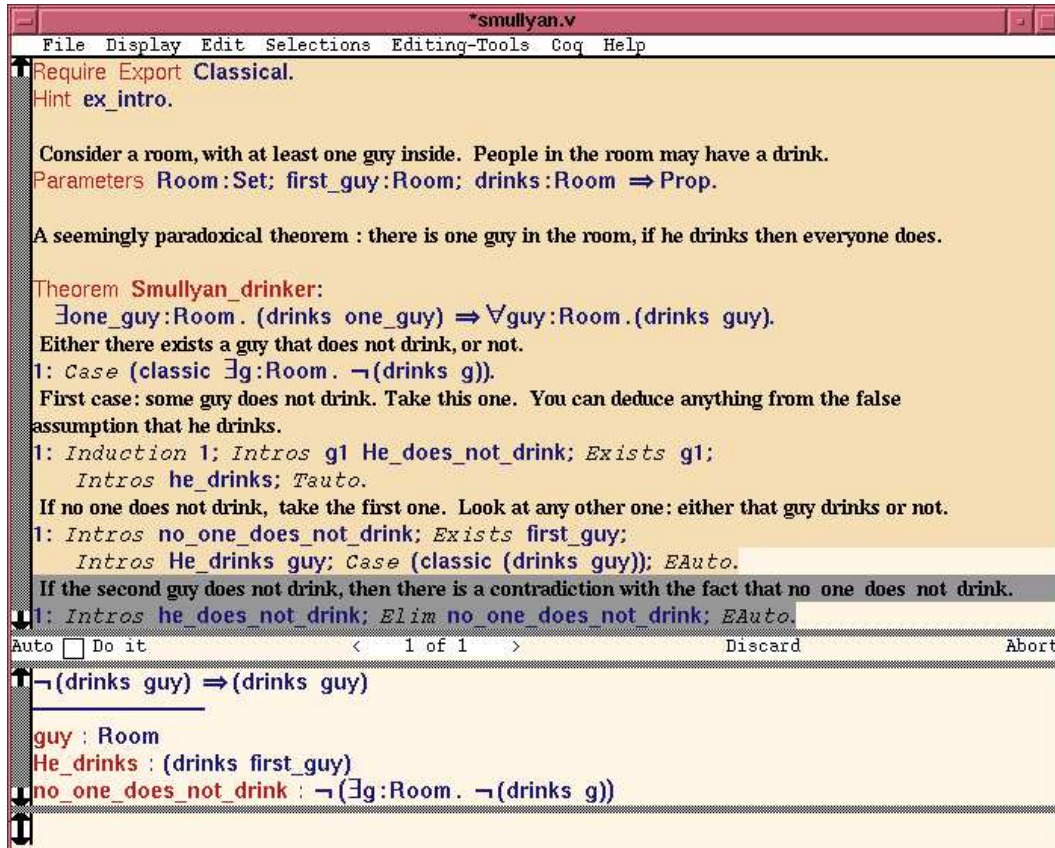 *smullyan.v
File Display Edit Selections Editing-Tools Coq Help
Require Export Classical.
Hint ex_intro.
Consider a room, with at least one guy inside. People in the room may have a drink.
Parameters Room:Set; first_guy:Room; drinks:Room ⇒ Prop.
A seemingly paradoxical theorem : there is one guy in the room, if he drinks then everyone does.
Theorem Smullyan_drinker:
∃one_guy:Room. (drinks one_guy) ⇒ ∀guy:Room.(drinks guy).
Either there exists a guy that does not drink, or not.
1: Case (classic ∃g:Room. ¬(drinks g)).
First case: some guy does not drink. Take this one. You can deduce anything from the false
assumption that he drinks.
1: Induction 1; Intros g1 He_does_not_drink; Exists g1;
Intros he_drinks; Tauto.
If no one does not drink, take the first one. Look at any other one: either that guy drinks or not.
1: Intros no_one_does_not_drink; Exists first_guy;
Intros He_drinks guy; Case (classic (drinks guy)); EAuto.
If the second guy does not drink, then there is a contradiction with the fact that no one does not drink.
1: Intros he_does_not_drink; Elim no_one_does_not_drink; EAuto.
Auto Do it < 1 of 1 > Discard Abort
¬(drinks guy) ⇒ (drinks guy)
guy : Room
He_drinks : (drinks first_guy)
no_one_does_not_drink : ¬(∃g:Room. ¬(drinks g))